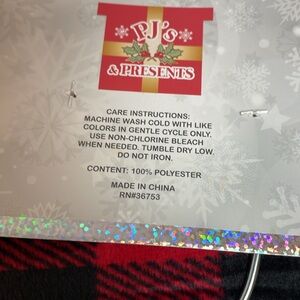 PJ's
& PRESENTS
CARE INSTRUCTIONS:
MACHINE WASH COLD WITH LIKE
COLORS IN GENTLE CYCLE ONLY.
USE NON-CHLORINE BLEACH
WHEN NEEDED. TUMBLE DRY LOW.
DO NOT IRON.
CONTENT: 100% POLYESTER
MADE IN CHINA
RN#36753